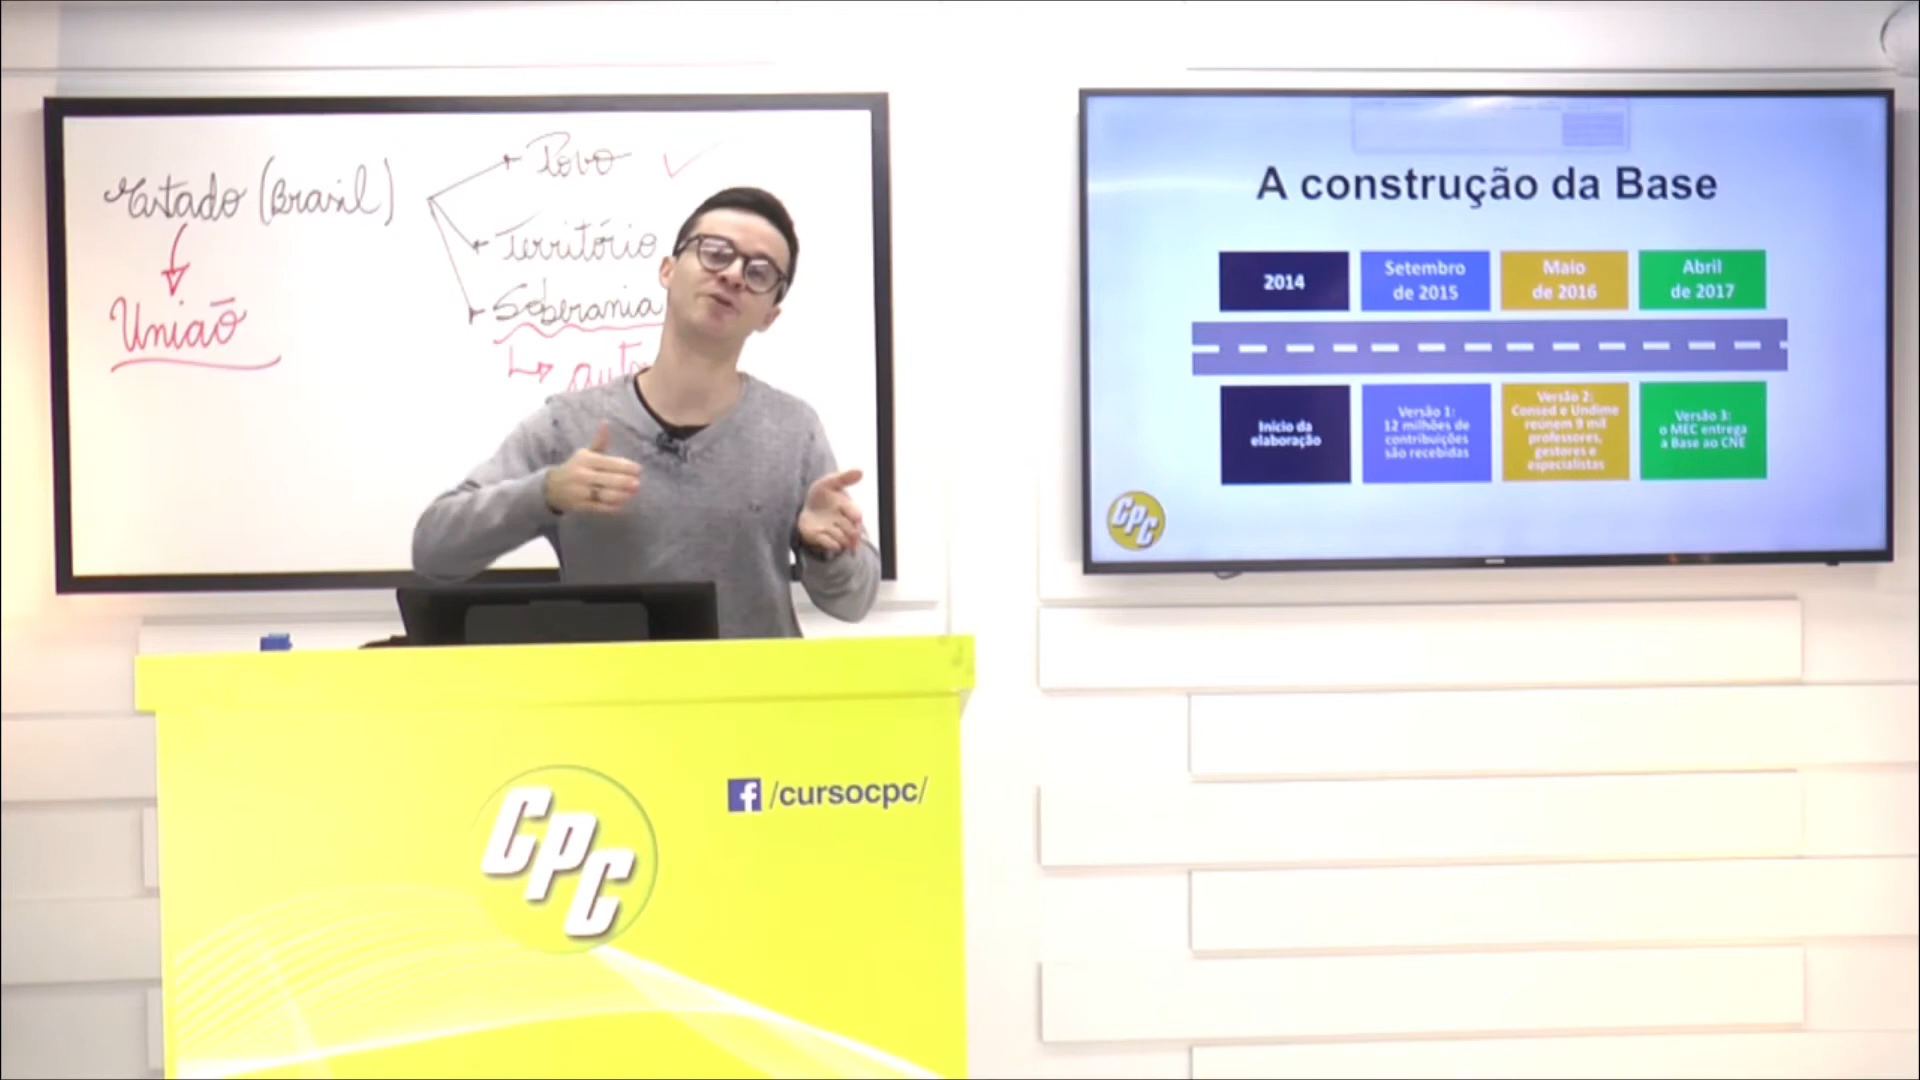 Estado (Brasil)
Povo
Território
Soberania
União
A construção da Base
2014
Setembro
de 2015
Maio
de 2016
Abril
de 2017
Início da
elaboração
Versão 1:
12 milhões de
contribuições
são recebidas
Versão 2:
Consed e Undime
reúnem 9 mil
professores,
gestores e
especialistas
Versão 3:
o MEC entrega
a Base ao CNE
CPC
/cursocpc/
CPC